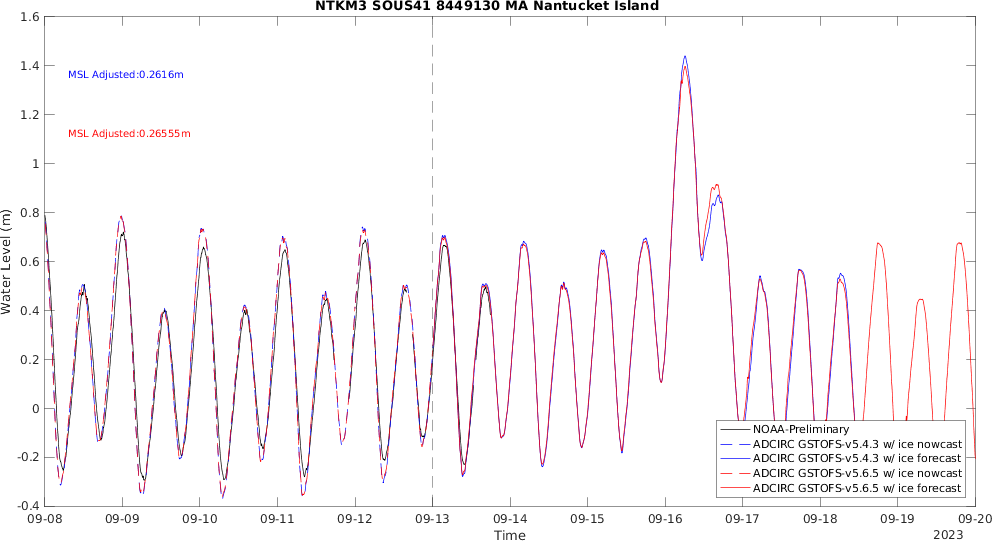 NTKM3 SOUS41 8449130 MA Nantucket Island
1.6
1.4
1.2
1
0.8
0.6
0.4
0.2
0
-0.2
-0.4
Water Level (m)
MSL Adjusted:0.2616m
MSL Adjusted:0.26555m
NOAA-Preliminary
ADCIRC GSTOFS-v5.4.3 w/ ice nowcast
ADCIRC GSTOFS-v5.4.3 w/ ice forecast
ADCIRC GSTOFS-v5.6.5 w/ ice nowcast
ADCIRC GSTOFS-v5.6.5 w/ ice forecast
09-08 09-09 09-10 09-11 09-12 09-13 09-14 09-15 09-16 09-17 09-18 09-19 09-20
Time
2023